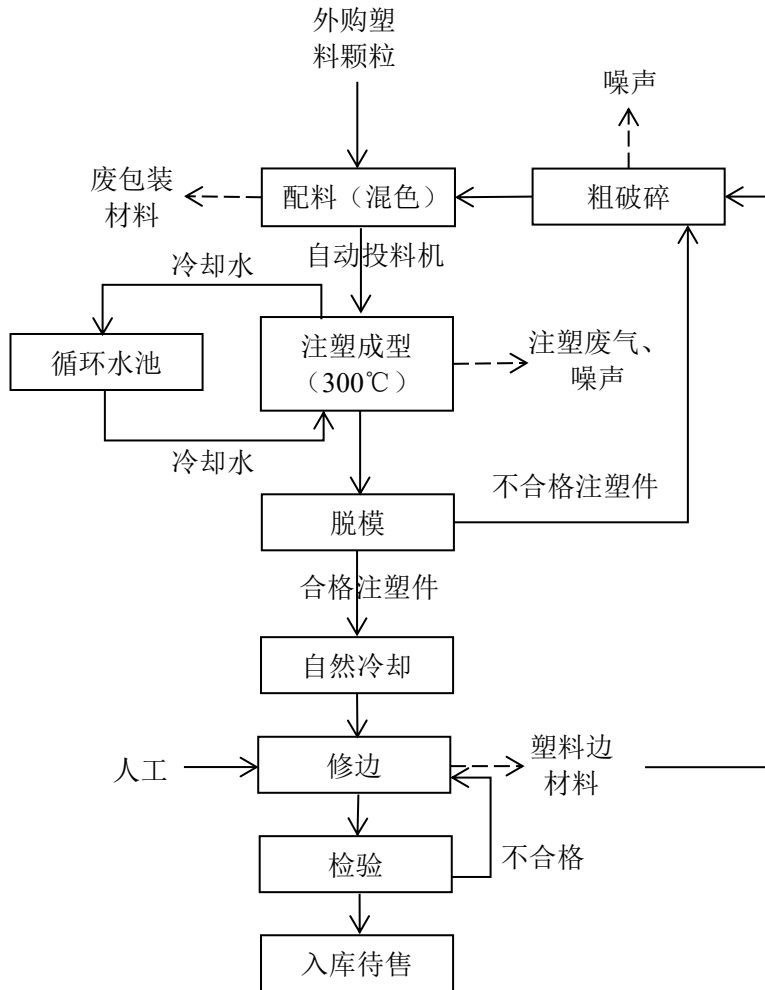 外购塑
料颗粒
噪声
废包装
材料
配料（混色）
粗破碎
自动投料机
冷却水
循环水池
注塑成型
（300℃）
注塑废气、
噪声
冷却水
不合格注塑件
脱模
合格注塑件
自然冷却
人工
修边
塑料边
材料
检验
不合格
入库待售